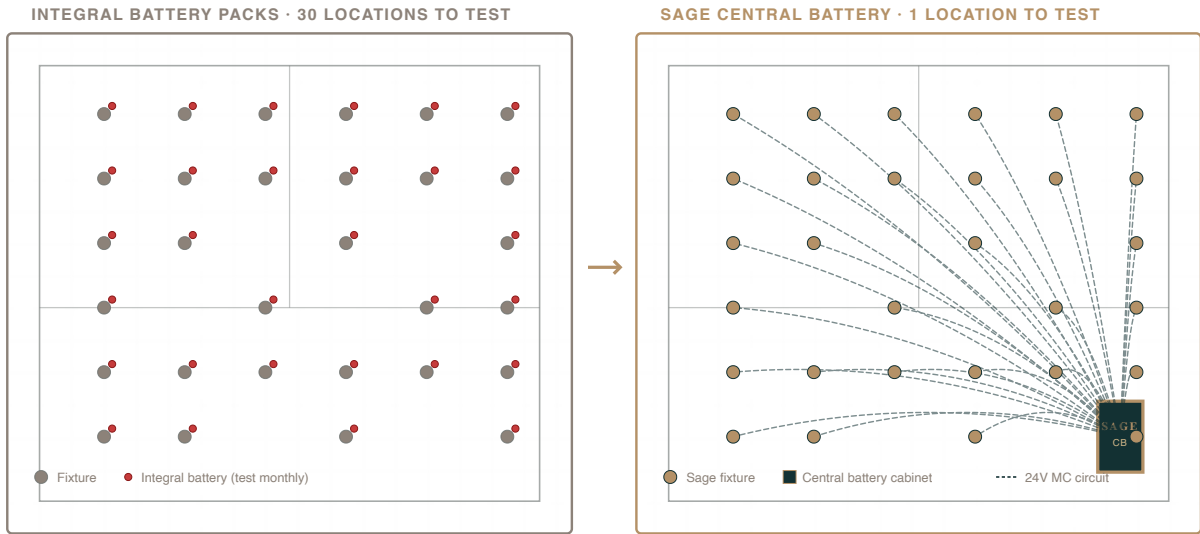 INTEGRAL BATTERY PACKS · 30 LOCATIONS TO TEST
SAGE CENTRAL BATTERY · 1 LOCATION TO TEST
SAGE
CB
Fixture
Integral battery (test monthly)
Sage fixture
Central battery cabinet
24V MC circuit